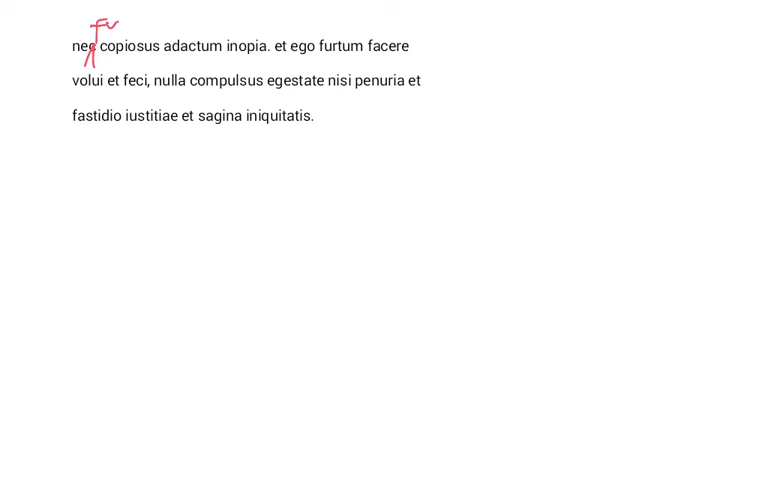 fu
nec copiosus adactum inopia. et ego furtum facere
volui et feci, nulla compulsus egestate nisi penuria et
fastidio iustitiae et sagina iniquitatis.